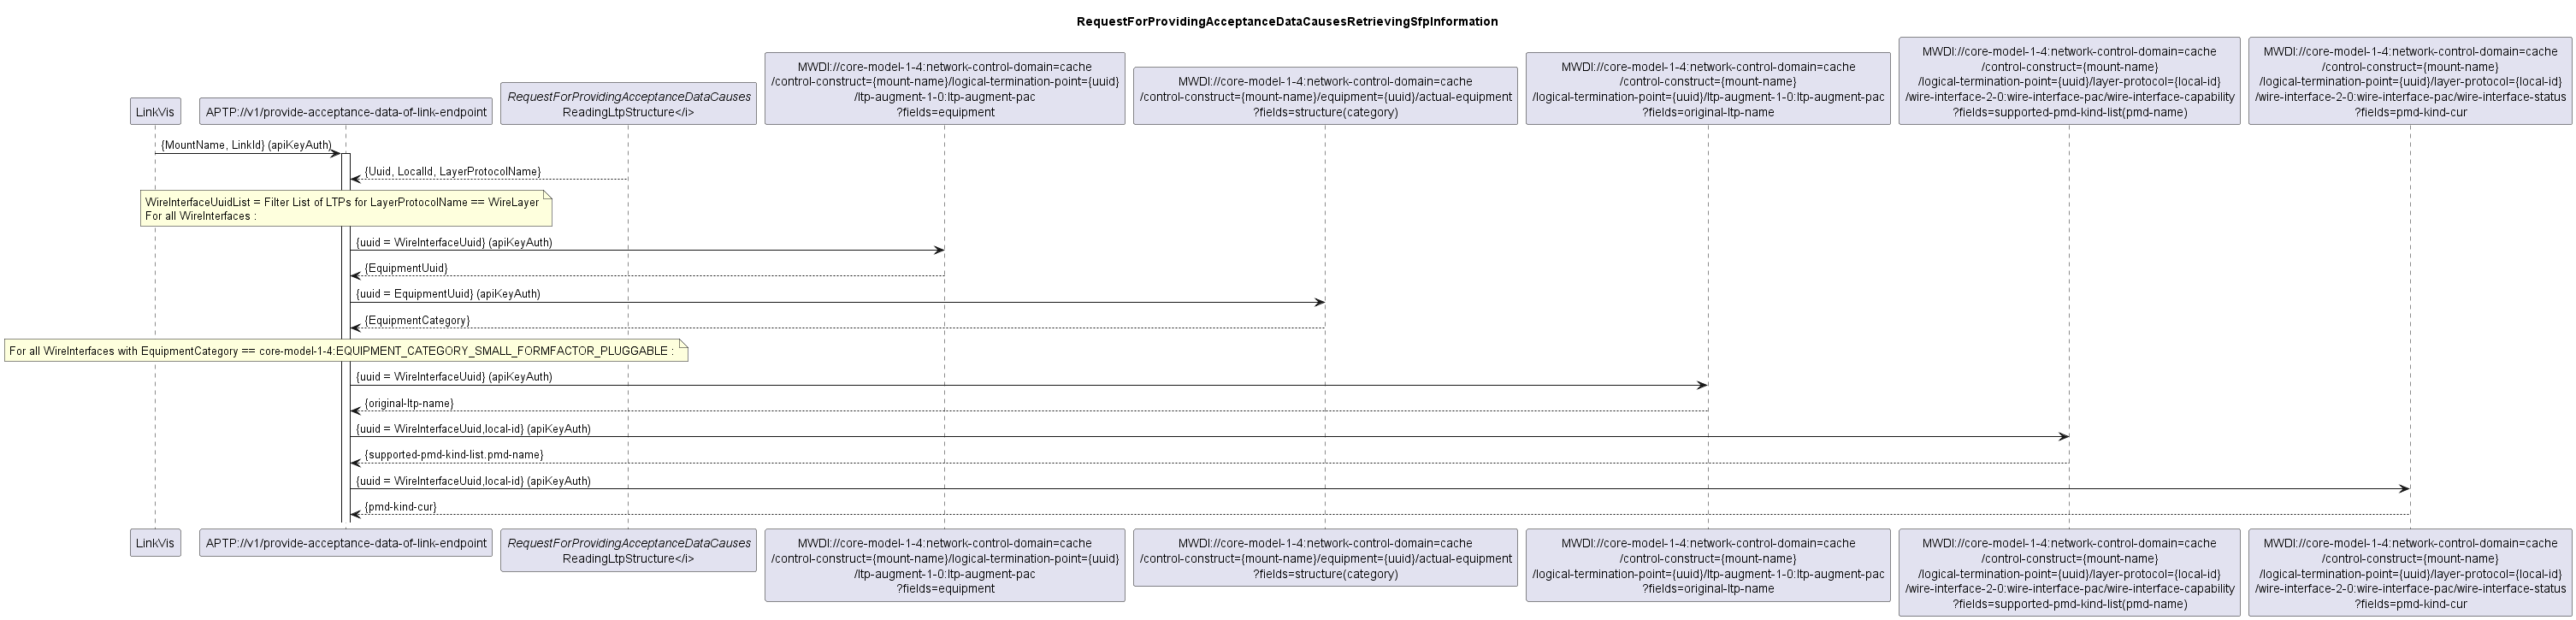 RequestForProvidingAcceptanceDataCausesRetrievingSfpInformation
LinkVis
APTP://v1/provide-acceptance-data-of-link-endpoint
RequestForProvidingAcceptanceDataCauses
ReadingLtpStructure</i>
MWDI://core-model-1-4:network-control-domain=cache
/control-construct={mount-name}/logical-termination-point={uuid}
/ltp-augment-1-0:ltp-augment-pac
?fields=equipment
MWDI://core-model-1-4:network-control-domain=cache
/control-construct={mount-name}/equipment={uuid}/actual-equipment
?fields=structure(category)
MWDI://core-model-1-4:network-control-domain=cache
/control-construct={mount-name}
/logical-termination-point={uuid}/ltp-augment-1-0:ltp-augment-pac
?fields=original-ltp-name
MWDI://core-model-1-4:network-control-domain=cache
/control-construct={mount-name}
/logical-termination-point={uuid}/layer-protocol={local-id}
/wire-interface-2-0:wire-interface-pac/wire-interface-capability
?fields=supported-pmd-kind-list(pmd-name)
MWDI://core-model-1-4:network-control-domain=cache
/control-construct={mount-name}
/logical-termination-point={uuid}/layer-protocol={local-id}
/wire-interface-2-0:wire-interface-pac/wire-interface-status
?fields=pmd-kind-cur
{MountName, LinkId} (apiKeyAuth)
{Uuid, LocalId, LayerProtocolName}
WireInterfaceUuidList = Filter List of LTPs for LayerProtocolName == WireLayer
For all WireInterfaces :
{uuid = WireInterfaceUuid} (apiKeyAuth)
{EquipmentUuid}
{uuid = EquipmentUuid} (apiKeyAuth)
{EquipmentCategory}
For all WireInterfaces with EquipmentCategory == core-model-1-4:EQUIPMENT_CATEGORY_SMALL_FORMFACTOR_PLUGGABLE :
{uuid = WireInterfaceUuid} (apiKeyAuth)
{original-ltp-name}
{uuid = WireInterfaceUuid,local-id} (apiKeyAuth)
{supported-pmd-kind-list.pmd-name}
{uuid = WireInterfaceUuid,local-id} (apiKeyAuth)
{pmd-kind-cur}
LinkVis
APTP://v1/provide-acceptance-data-of-link-endpoint
RequestForProvidingAcceptanceDataCauses
ReadingLtpStructure</i>
MWDI://core-model-1-4:network-control-domain=cache
/control-construct={mount-name}/logical-termination-point={uuid}
/ltp-augment-1-0:ltp-augment-pac
?fields=equipment
MWDI://core-model-1-4:network-control-domain=cache
/control-construct={mount-name}/equipment={uuid}/actual-equipment
?fields=structure(category)
MWDI://core-model-1-4:network-control-domain=cache
/control-construct={mount-name}
/logical-termination-point={uuid}/ltp-augment-1-0:ltp-augment-pac
?fields=original-ltp-name
MWDI://core-model-1-4:network-control-domain=cache
/control-construct={mount-name}
/logical-termination-point={uuid}/layer-protocol={local-id}
/wire-interface-2-0:wire-interface-pac/wire-interface-capability
?fields=supported-pmd-kind-list(pmd-name)
MWDI://core-model-1-4:network-control-domain=cache
/control-construct={mount-name}
/logical-termination-point={uuid}/layer-protocol={local-id}
/wire-interface-2-0:wire-interface-pac/wire-interface-status
?fields=pmd-kind-cur